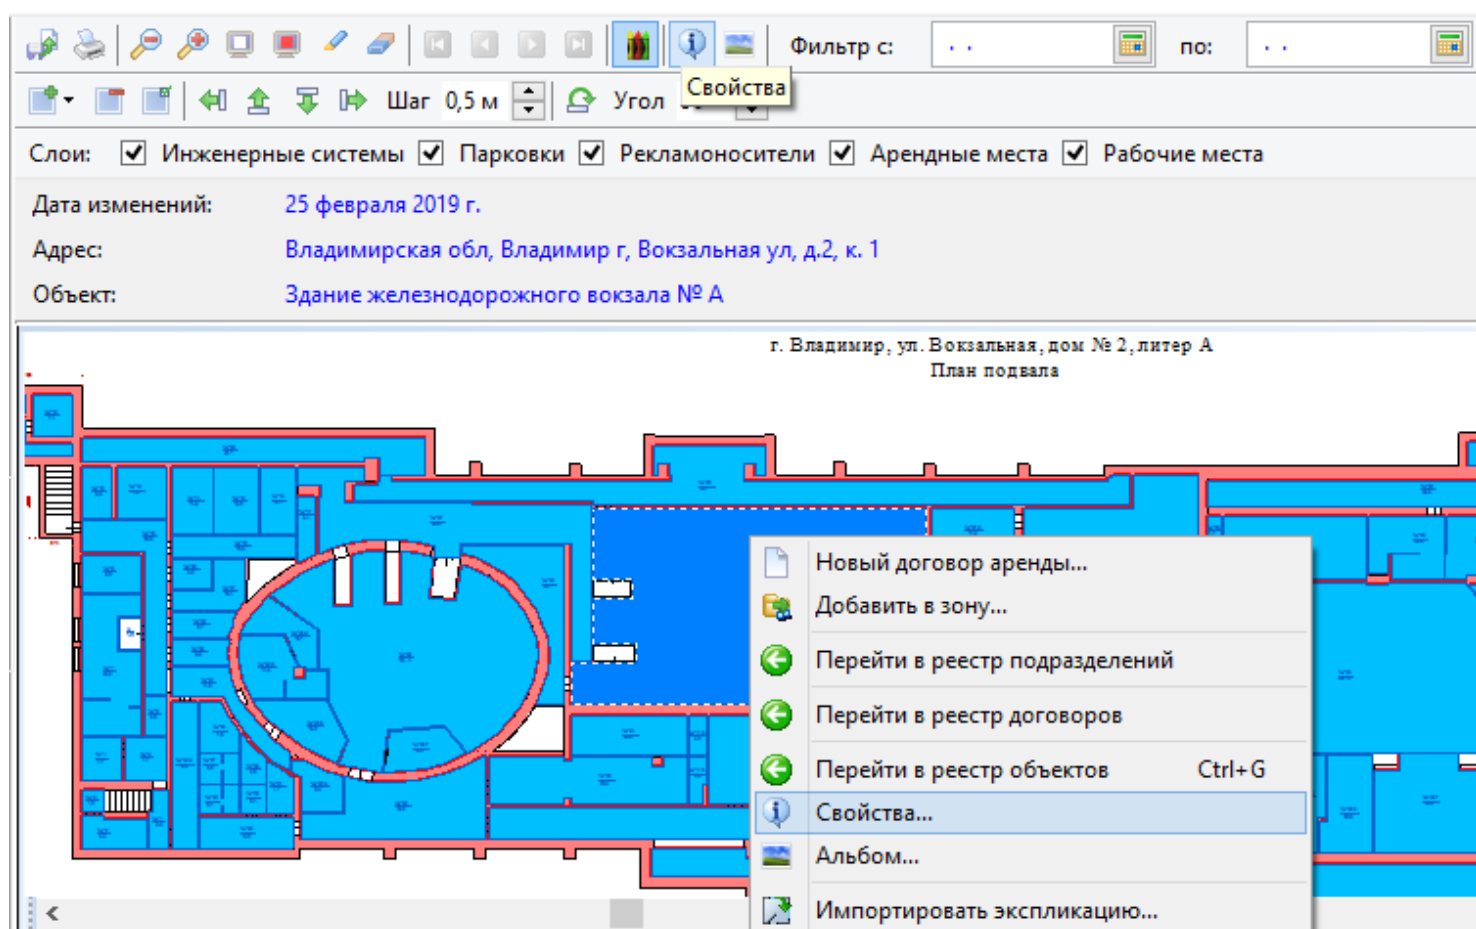 Фильтр с: . . по: . .
Свойства
Шаг 0,5 м Угол
Слои: Инженерные системы Парковки Рекламоносители Арендные места Рабочие места
Дата изменений: 25 февраля 2019 г.
Адрес: Владимирская обл, Владимир г, Вокзальная ул, д.2, к. 1
Объект: Здание железнодорожного вокзала № А
г. Владимир, ул. Вокзальная, дом № 2, литер А
План подвала
Новый договор аренды...
Добавить в зону...
Перейти в реестр подразделений
Перейти в реестр договоров
Перейти в реестр объектов Ctrl+G
Свойства...
Альбом...
Импортировать экспликацию...